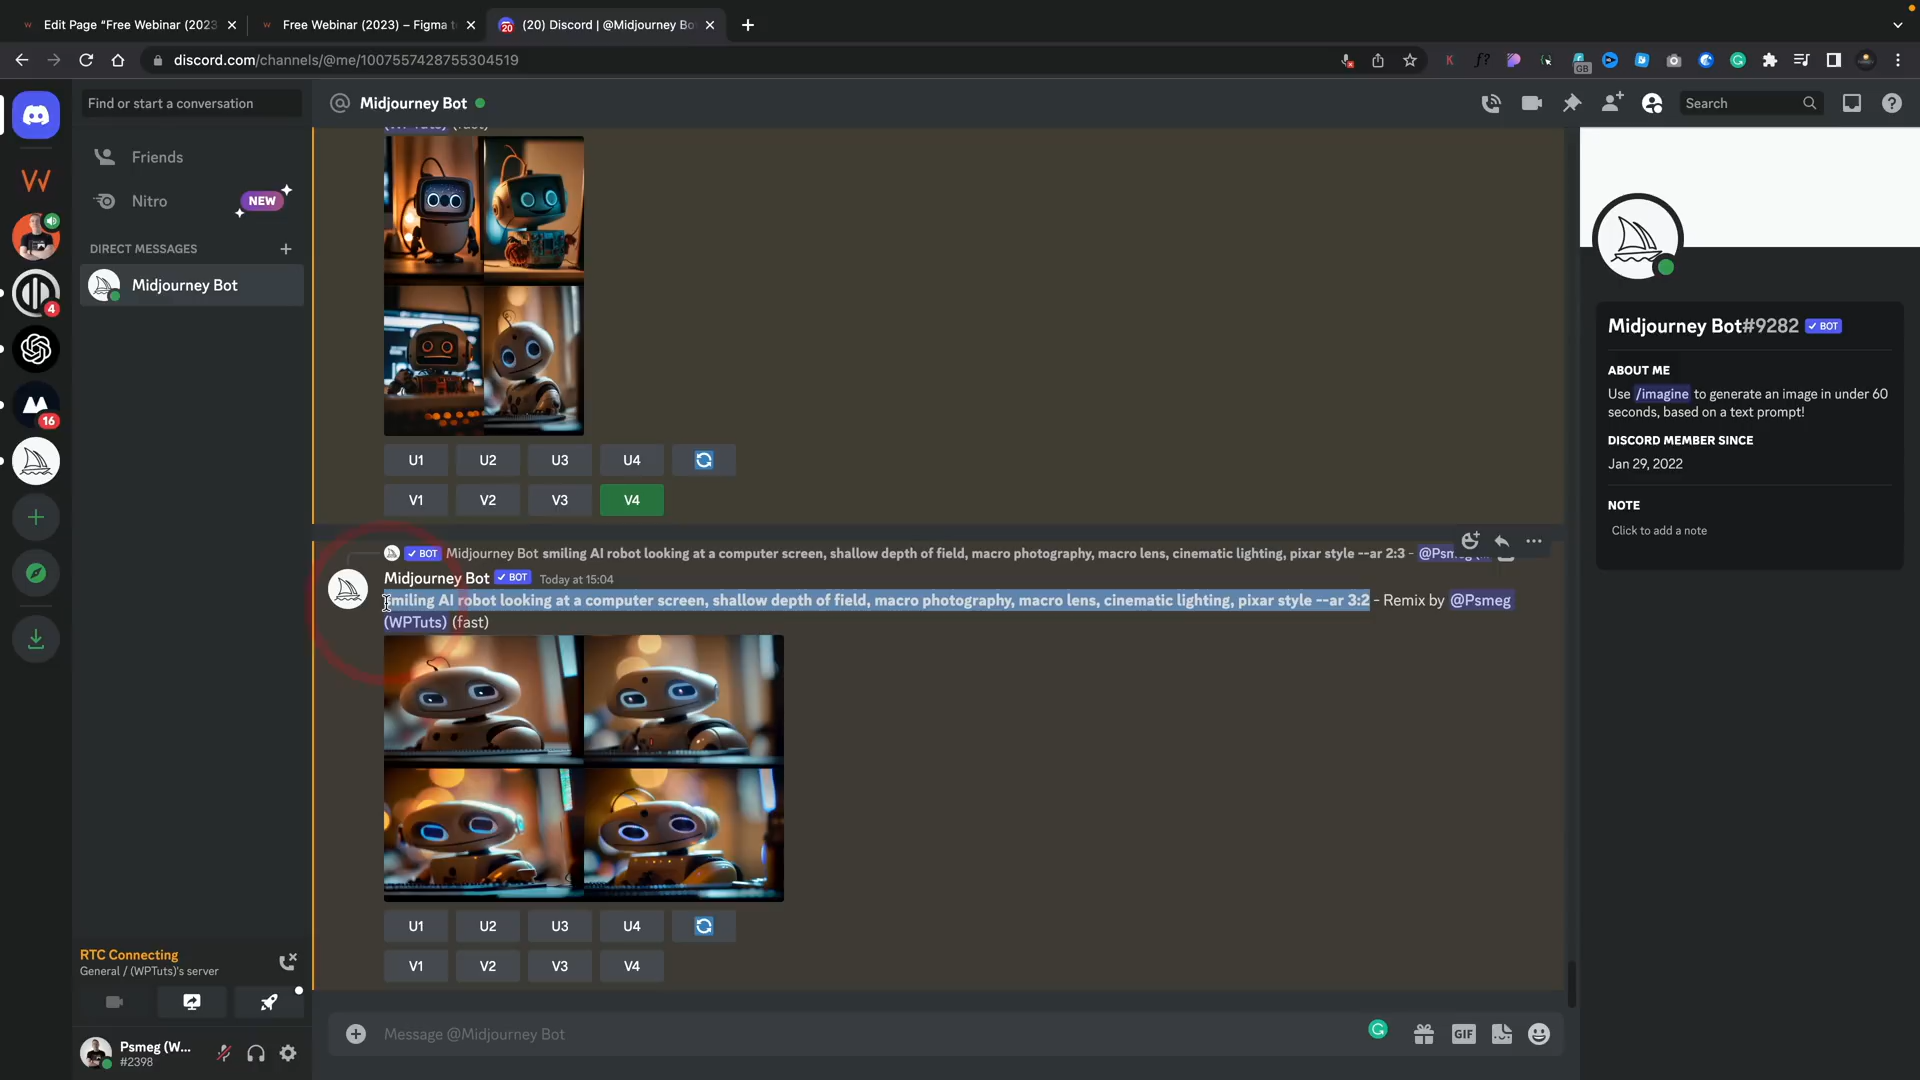 Edit Page “Free Webinar (2023
Free Webinar (2023) – Figma t
(20) Discord | @Midjourney Bo
discord.com/channels/@me/1007557428755304519
Find or start a conversation
Midjourney Bot
Search
Friends
Nitro
NEW
DIRECT MESSAGES
Midjourney Bot
4
16
20
GB
(WPTuts) (fast)
U1 U2 U3 U4
V1 V2 V3 V4
BOT Midjourney Bot smiling AI robot looking at a computer screen, shallow depth of field, macro photography, macro lens, cinematic lighting, pixar style --ar 2:3 -
Midjourney Bot BOT Today at 15:04
smiling AI robot looking at a computer screen, shallow depth of field, macro photography, macro lens, cinematic lighting, pixar style --ar 3:2 - Remix by @Psmeg
(WPTuts) (fast)
U1 U2 U3 U4
V1 V2 V3 V4
Message @Midjourney Bot
GIF
RTC Connecting
General / (WPTuts)'s server
Psmeg (W...
#2398
Midjourney Bot#9282 BOT
ABOUT ME
Use /imagine to generate an image in under 60
seconds, based on a text prompt!
DISCORD MEMBER SINCE
Jan 29, 2022
NOTE
Click to add a note